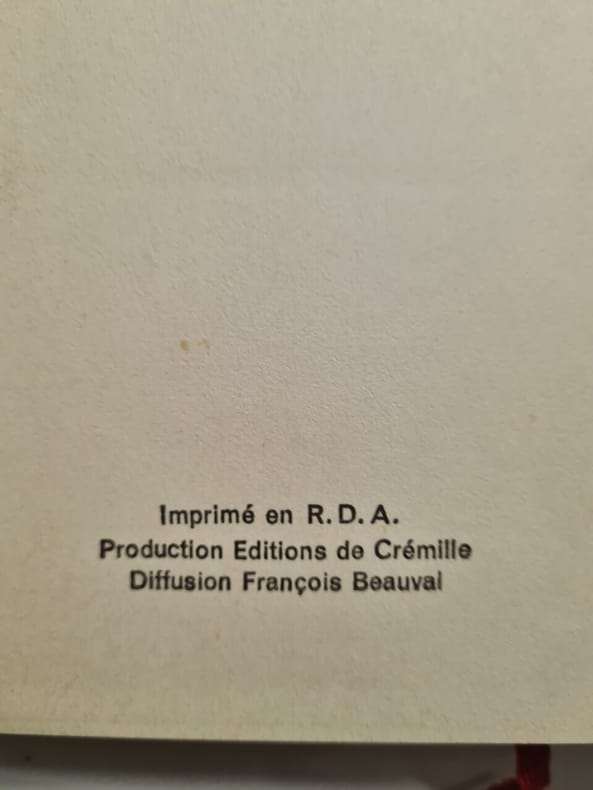 Imprimé en R. D. A.
Production Editions de Crémille
Diffusion François Beauval